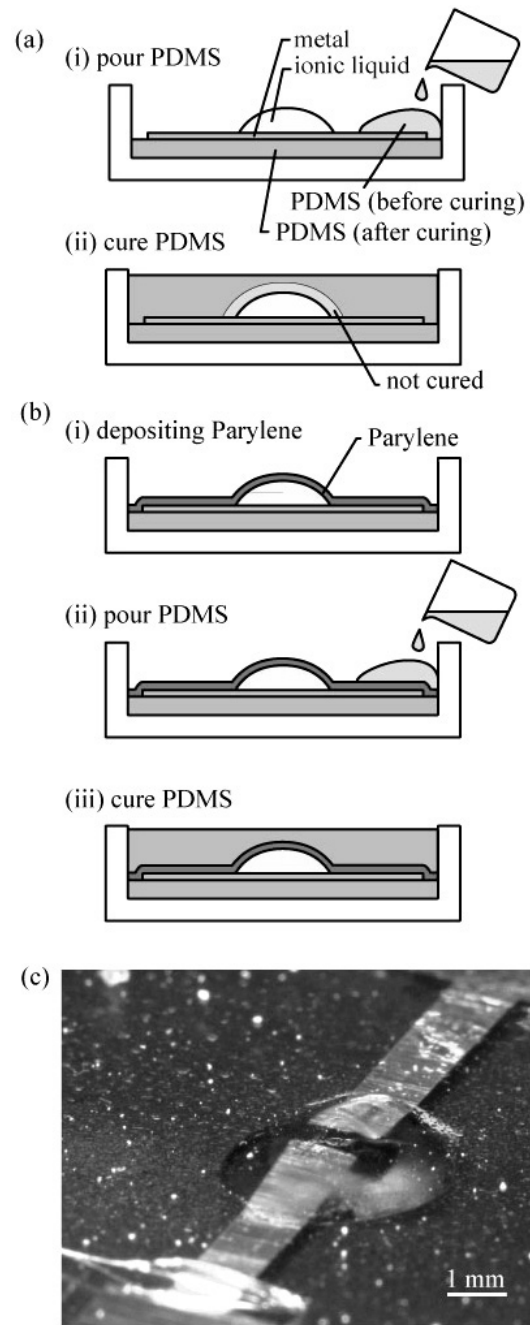 (a)
(i) pour PDMS
metal
ionic liquid
PDMS (before curing)
PDMS (after curing)
(ii) cure PDMS
not cured
(b)
(i) depositing Parylene
Parylene
(ii) pour PDMS
(iii) cure PDMS
(c)
1 mm